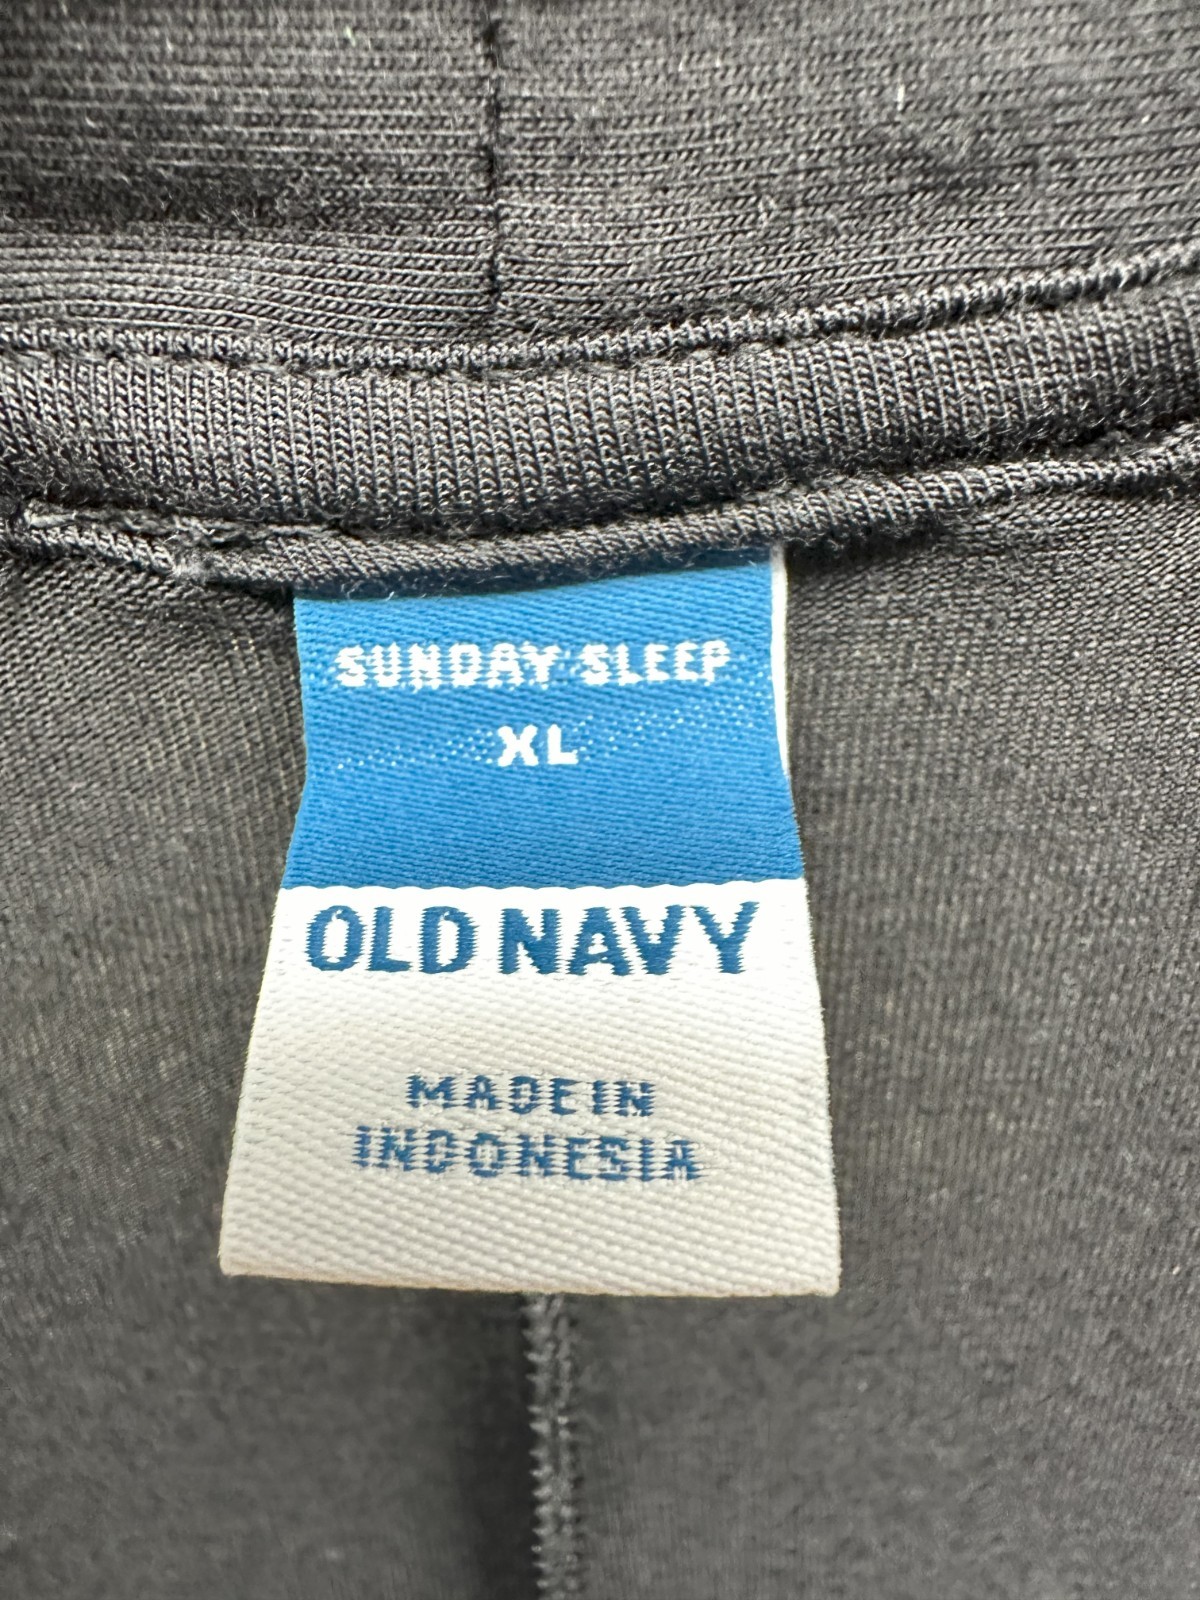 SUNDAY SLEEP
XL
OLD NAVY
MADE IN
INDONESIA